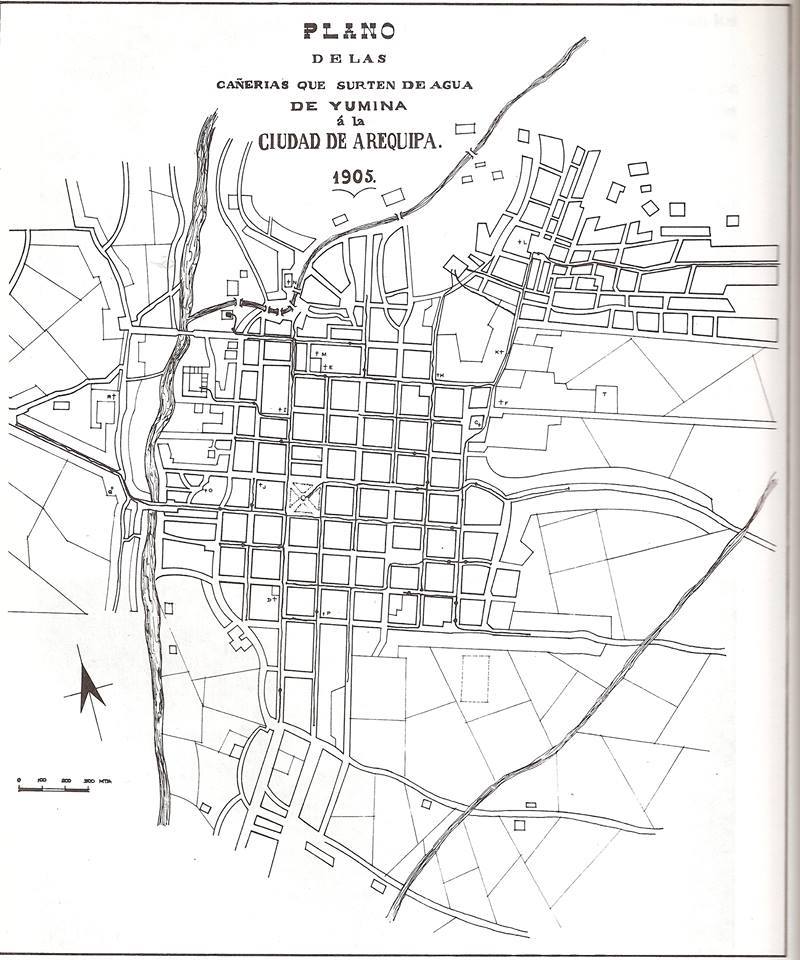 PLANO
DE LAS
CAÑERIAS QUE SURTEN DE AGUA
DE YUMINA
á la
CIUDAD DE AREQUIPA.
1905.
L
M
E
K
H
I
F
T
J
O
D
P
0 100 200 300 MTS